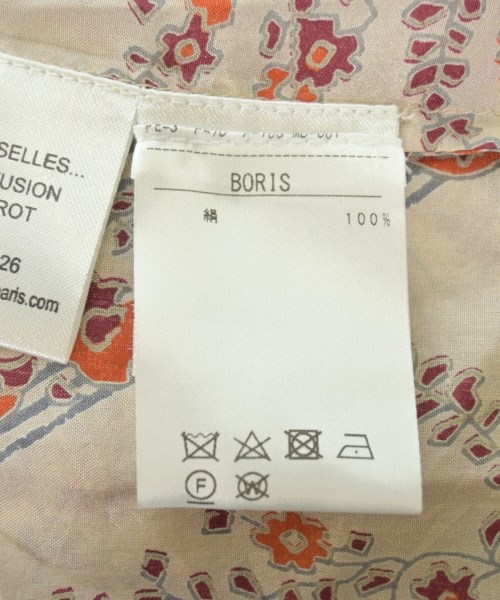 SELLES...
USION
ROT
26
aris.com
BORIS
絹 100%
F
W